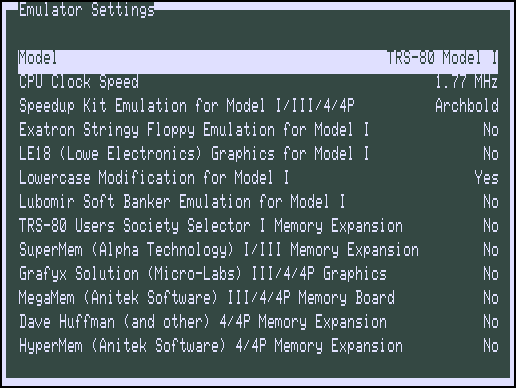 Emulator Settings
Model TRS-80 Model I
CPU Clock Speed 1.77 MHz
Speedup Kit Emulation for Model I/III/4/4P Archbold
Exatron Stringy Floppy Emulation for Model I No
LE18 (Lowe Electronics) Graphics for Model I No
Lowercase Modification for Model I Yes
Lubomir Soft Banker Emulation for Model I No
TRS-80 Users Society Selector I Memory Expansion No
SuperMem (Alpha Technology) I/III Memory Expansion No
Grafyx Solution (Micro-Labs) III/4/4P Graphics No
MegaMem (Anitek Software) III/4/4P Memory Board No
Dave Huffman (and other) 4/4P Memory Expansion No
HyperMem (Anitek Software) 4/4P Memory Expansion No